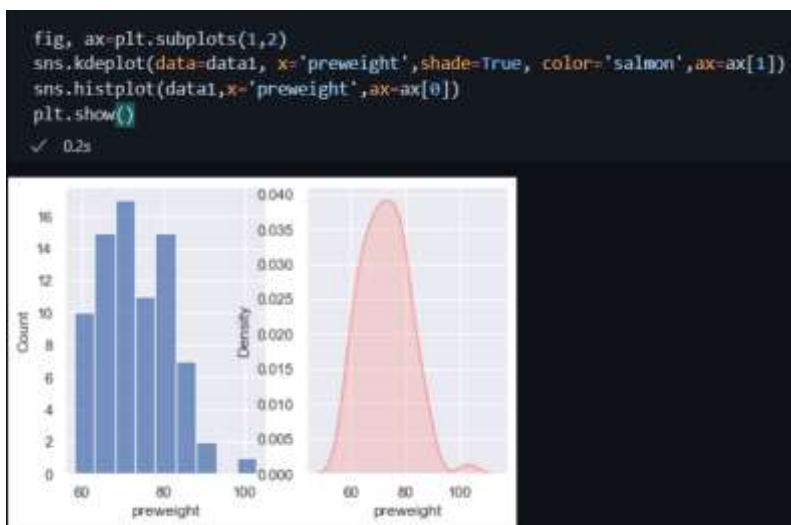 fig, ax=plt.subplots(1,2)
sns.kdeplot(data=data1, x='preweight',shade=True, color='salmon',ax=ax[1])
sns.histplot(data1,x='preweight',ax=ax[0])
plt.show()
✓ 0.2s
16
14
12
10
8
6
4
2
0
Count
60 80 100
preweight
0.040
0.035
0.030
0.025
0.020
0.015
0.010
0.005
0.000
Density
60 80 100
preweight